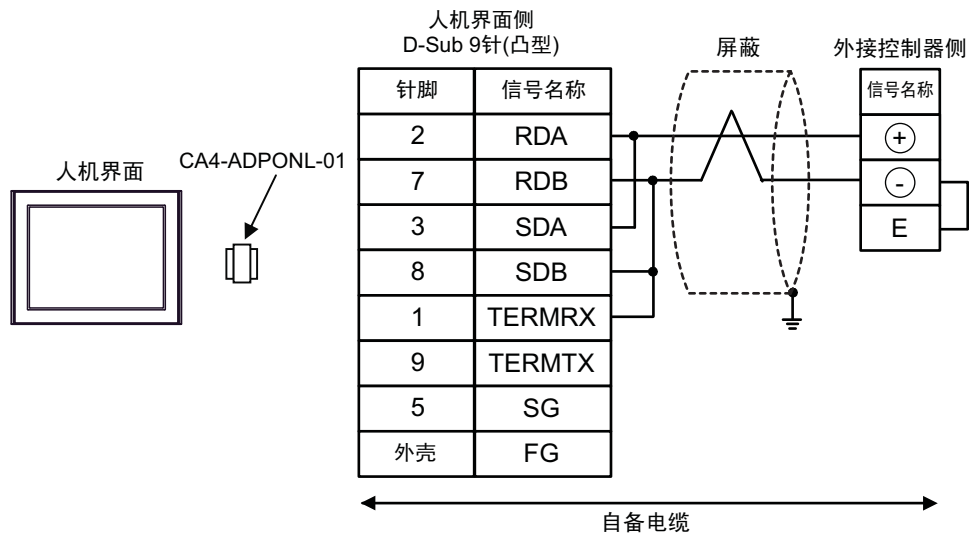 人机界面侧
D-Sub 9针(凸型)
屏蔽
外接控制器侧
人机界面
CA4-ADPONL-01
针脚 信号名称
2 RDA
7 RDB
3 SDA
8 SDB
1 TERMRX
9 TERMTX
5 SG
外壳 FG
信号名称
+
-
E
自备电缆